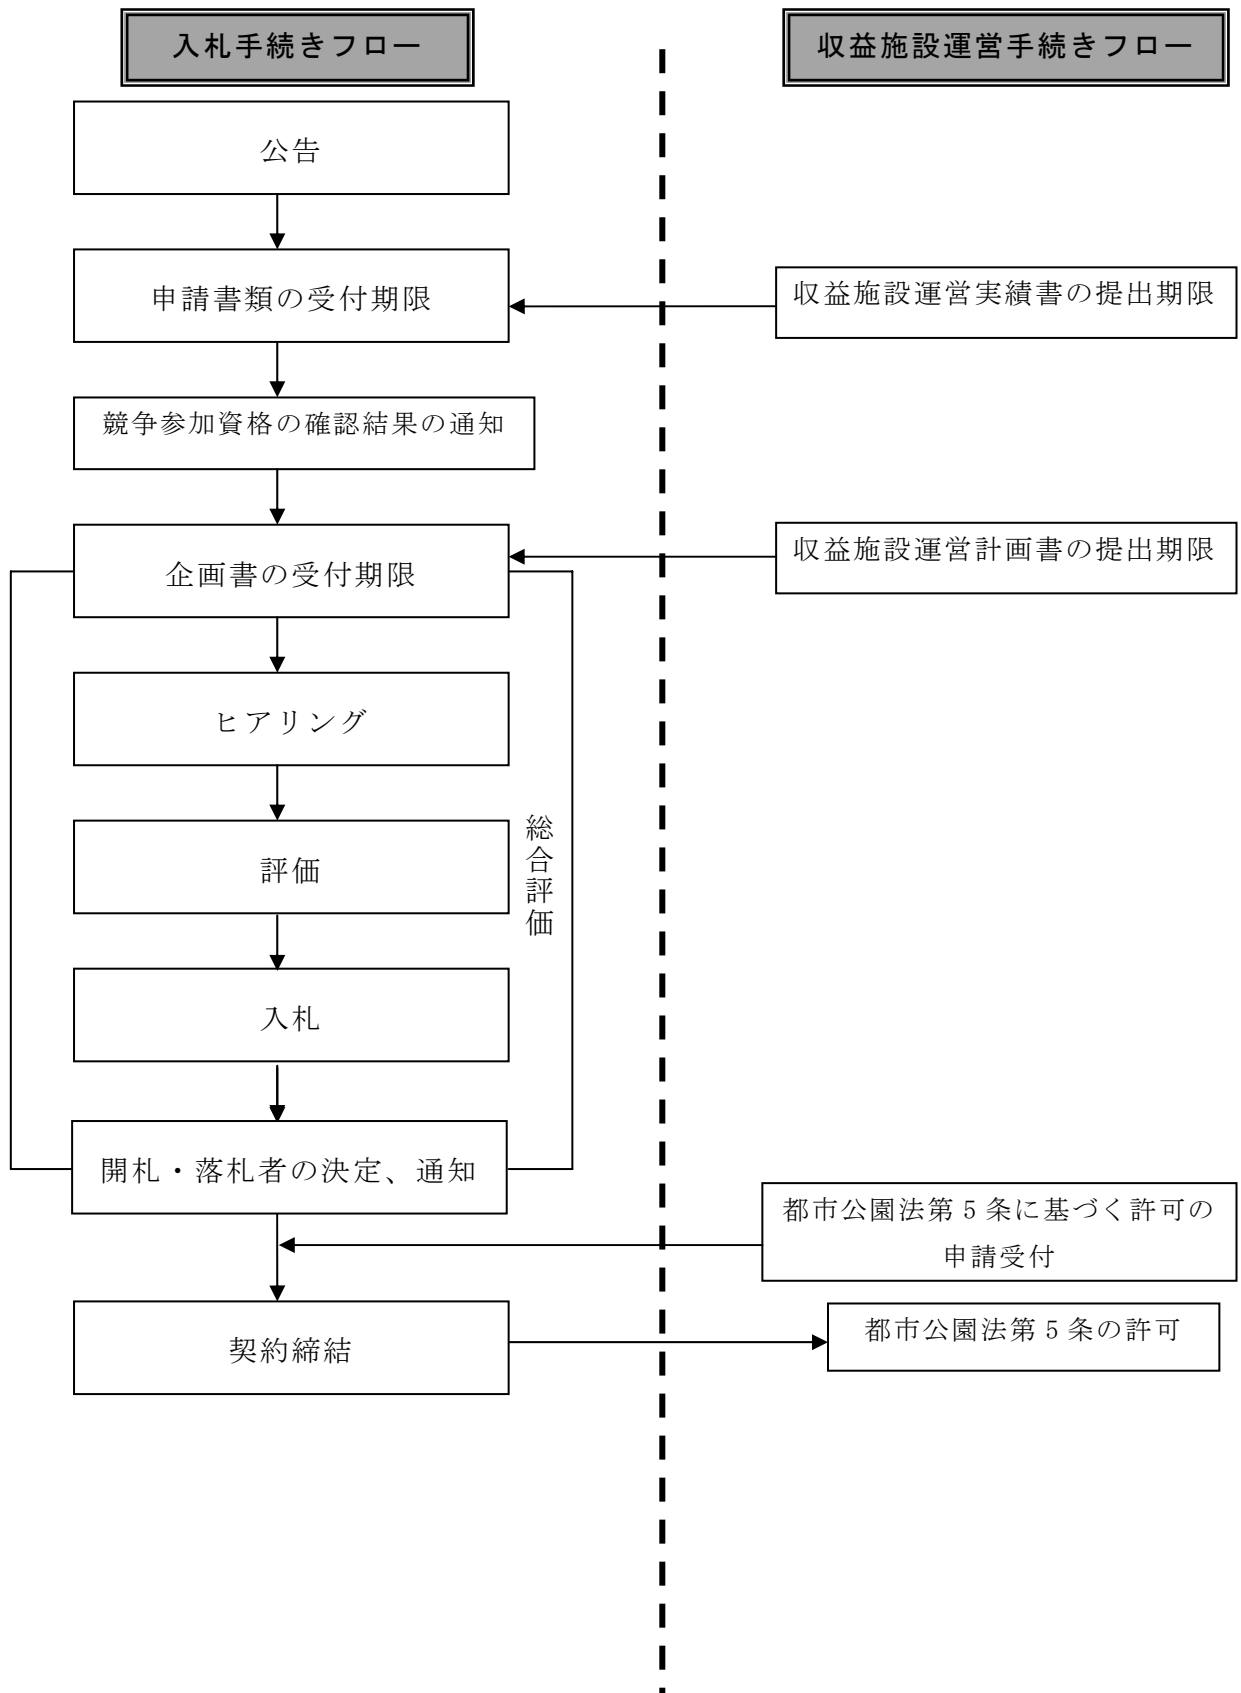 入札手続きフロー
収益施設運営手続きフロー
公告
申請書類の受付期限
収益施設運営実績書の提出期限
競争参加資格の確認結果の通知
企画書の受付期限
収益施設運営計画書の提出期限
ヒアリング
評価
総合評価
入札
開札・落札者の決定、通知
都市公園法第5条に基づく許可の
申請受付
契約締結
都市公園法第5条の許可